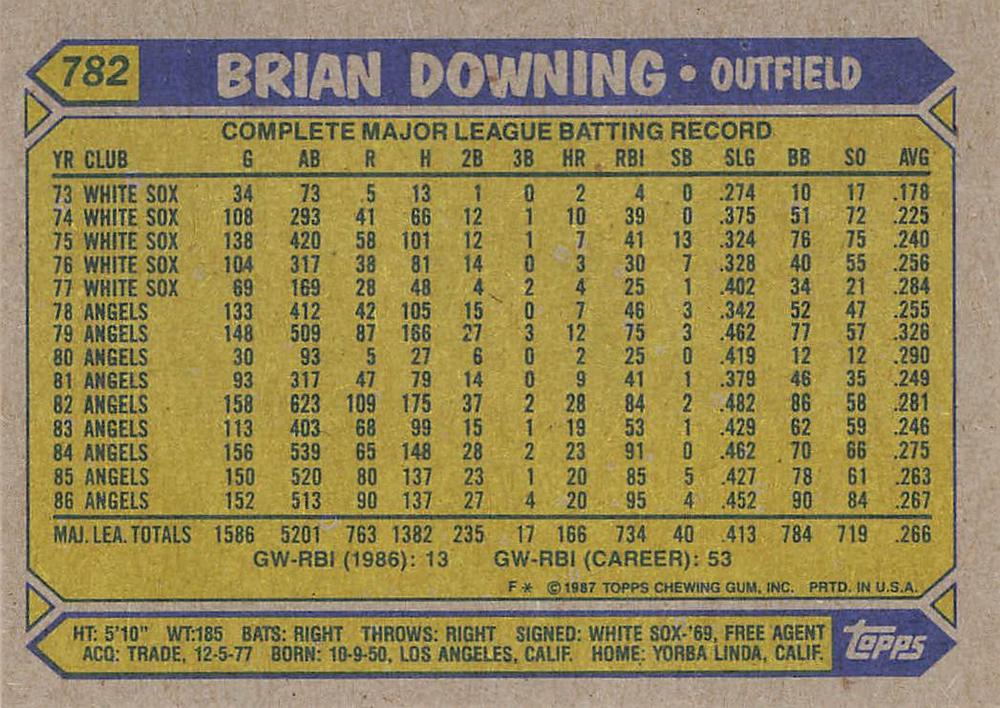 782 BRIAN DOWNING • OUTFIELD
COMPLETE MAJOR LEAGUE BATTING RECORD
YR CLUB G AB R H 2B 3B HR RBI SB SLG BB SO AVG
73 WHITE SOX 34 73 5 13 1 0 2 4 0 .274 10 17 .178
74 WHITE SOX 108 293 41 66 12 1 10 39 0 .375 51 72 .225
75 WHITE SOX 138 420 58 101 12 1 7 41 13 .324 76 75 .240
76 WHITE SOX 104 317 38 81 14 0 3 30 7 .328 40 55 .256
77 WHITE SOX 69 169 28 48 4 2 4 25 1 .402 34 21 .284
78 ANGELS 133 412 42 105 15 0 7 46 3 .342 52 47 .255
79 ANGELS 148 509 87 166 27 3 12 75 3 .462 77 57 .326
80 ANGELS 30 93 5 27 6 0 2 25 0 .419 12 12 .290
81 ANGELS 93 317 47 79 14 0 9 41 1 .379 46 35 .249
82 ANGELS 158 623 109 175 37 2 28 84 2 .482 86 58 .281
83 ANGELS 113 403 68 99 15 1 19 53 1 .429 62 59 .246
84 ANGELS 156 539 65 148 28 2 23 91 0 .462 70 66 .275
85 ANGELS 150 520 80 137 23 1 20 85 5 .427 78 61 .263
86 ANGELS 152 513 90 137 27 4 20 95 4 .452 90 84 .267
MAJ. LEA. TOTALS 1586 5201 763 1382 235 17 166 734 40 .413 784 719 .266
GW-RBI (1986): 13 GW-RBI (CAREER): 53
F* ©1987 TOPPS CHEWING GUM, INC. PRTD. IN U.S.A.
HT: 5'10" WT:185 BATS: RIGHT THROWS: RIGHT SIGNED: WHITE SOX-'69, FREE AGENT
ACQ: TRADE, 12-5-77 BORN: 10-9-50, LOS ANGELES, CALIF. HOME: YORBA LINDA, CALIF.
Topps